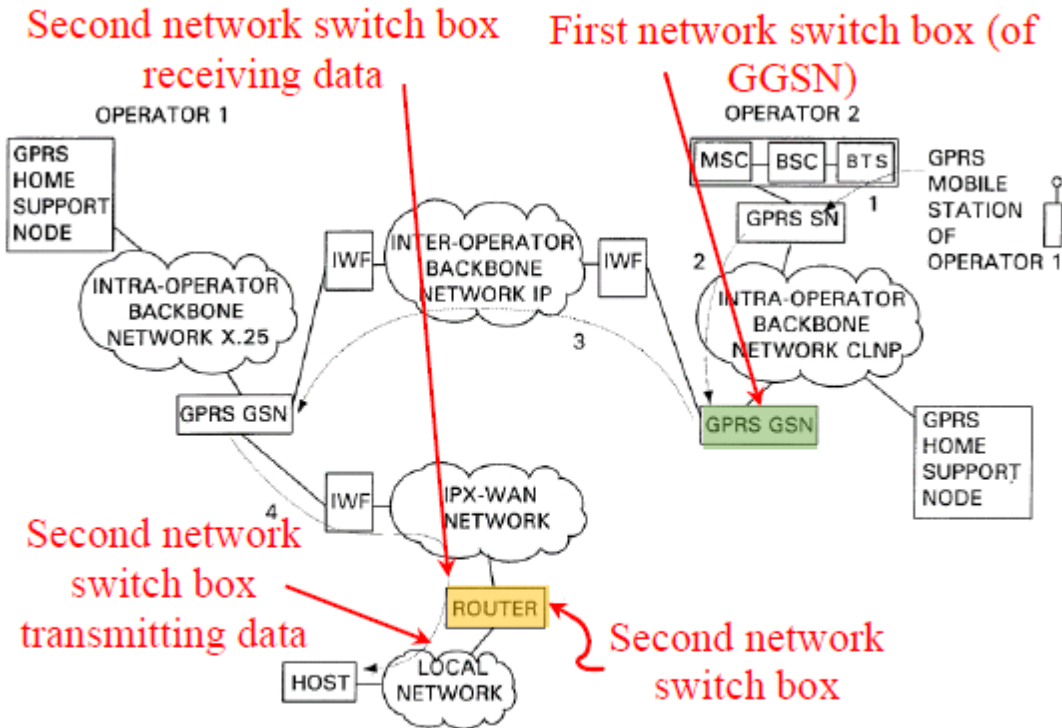 Second network switch box
receiving data
First network switch box (of
GGSN)
OPERATOR 1
OPERATOR 2
GPRS
HOME
SUPPORT
NODE
MSC
BSC
BTS
GPRS
MOBILE
STATION
OF
OPERATOR 1
1
GPRS SN
2
IWF
INTER-OPERATOR
BACKBONE
NETWORK IP
IWF
INTRA-OPERATOR
BACKBONE
NETWORK X.25
INTRA-OPERATOR
BACKBONE
NETWORK CLNP
3
GPRS GSN
GPRS GSN
GPRS
HOME
SUPPORT
NODE
IWF
4
IPX-WAN
NETWORK
Second network
switch box
transmitting data
ROUTER
Second network
switch box
HOST
LOCAL
NETWORK